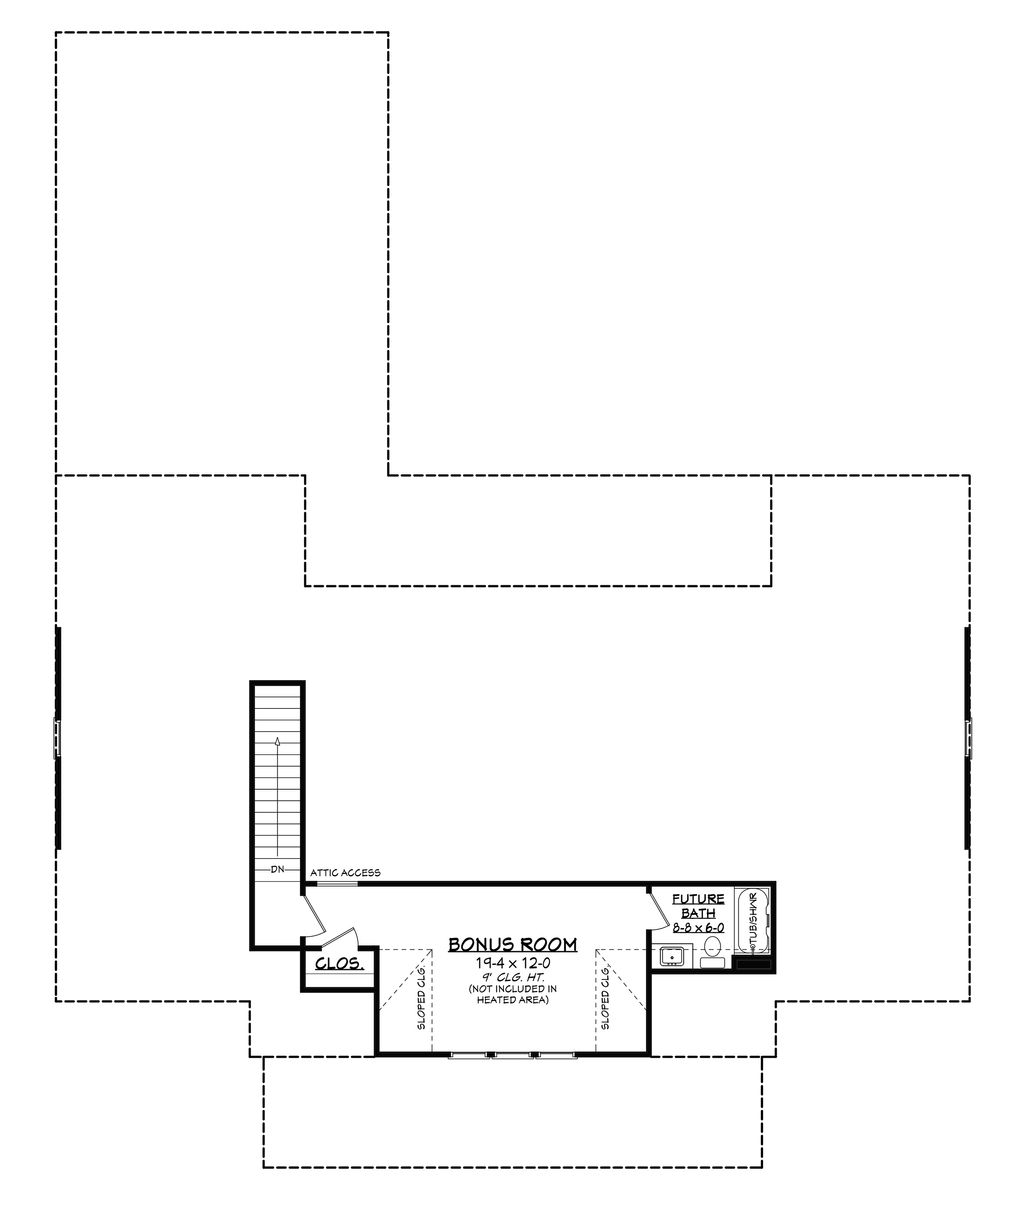 DN
ATTIC ACCESS
FUTURE
BATH
8-8 x 6-0
TUB/SHWR
BONUS ROOM
19-4 x 12-0
9' CLG. HT.
(NOT INCLUDED IN
HEATED AREA)
CLOS.
SLOPED CLG
SLOPED CLG